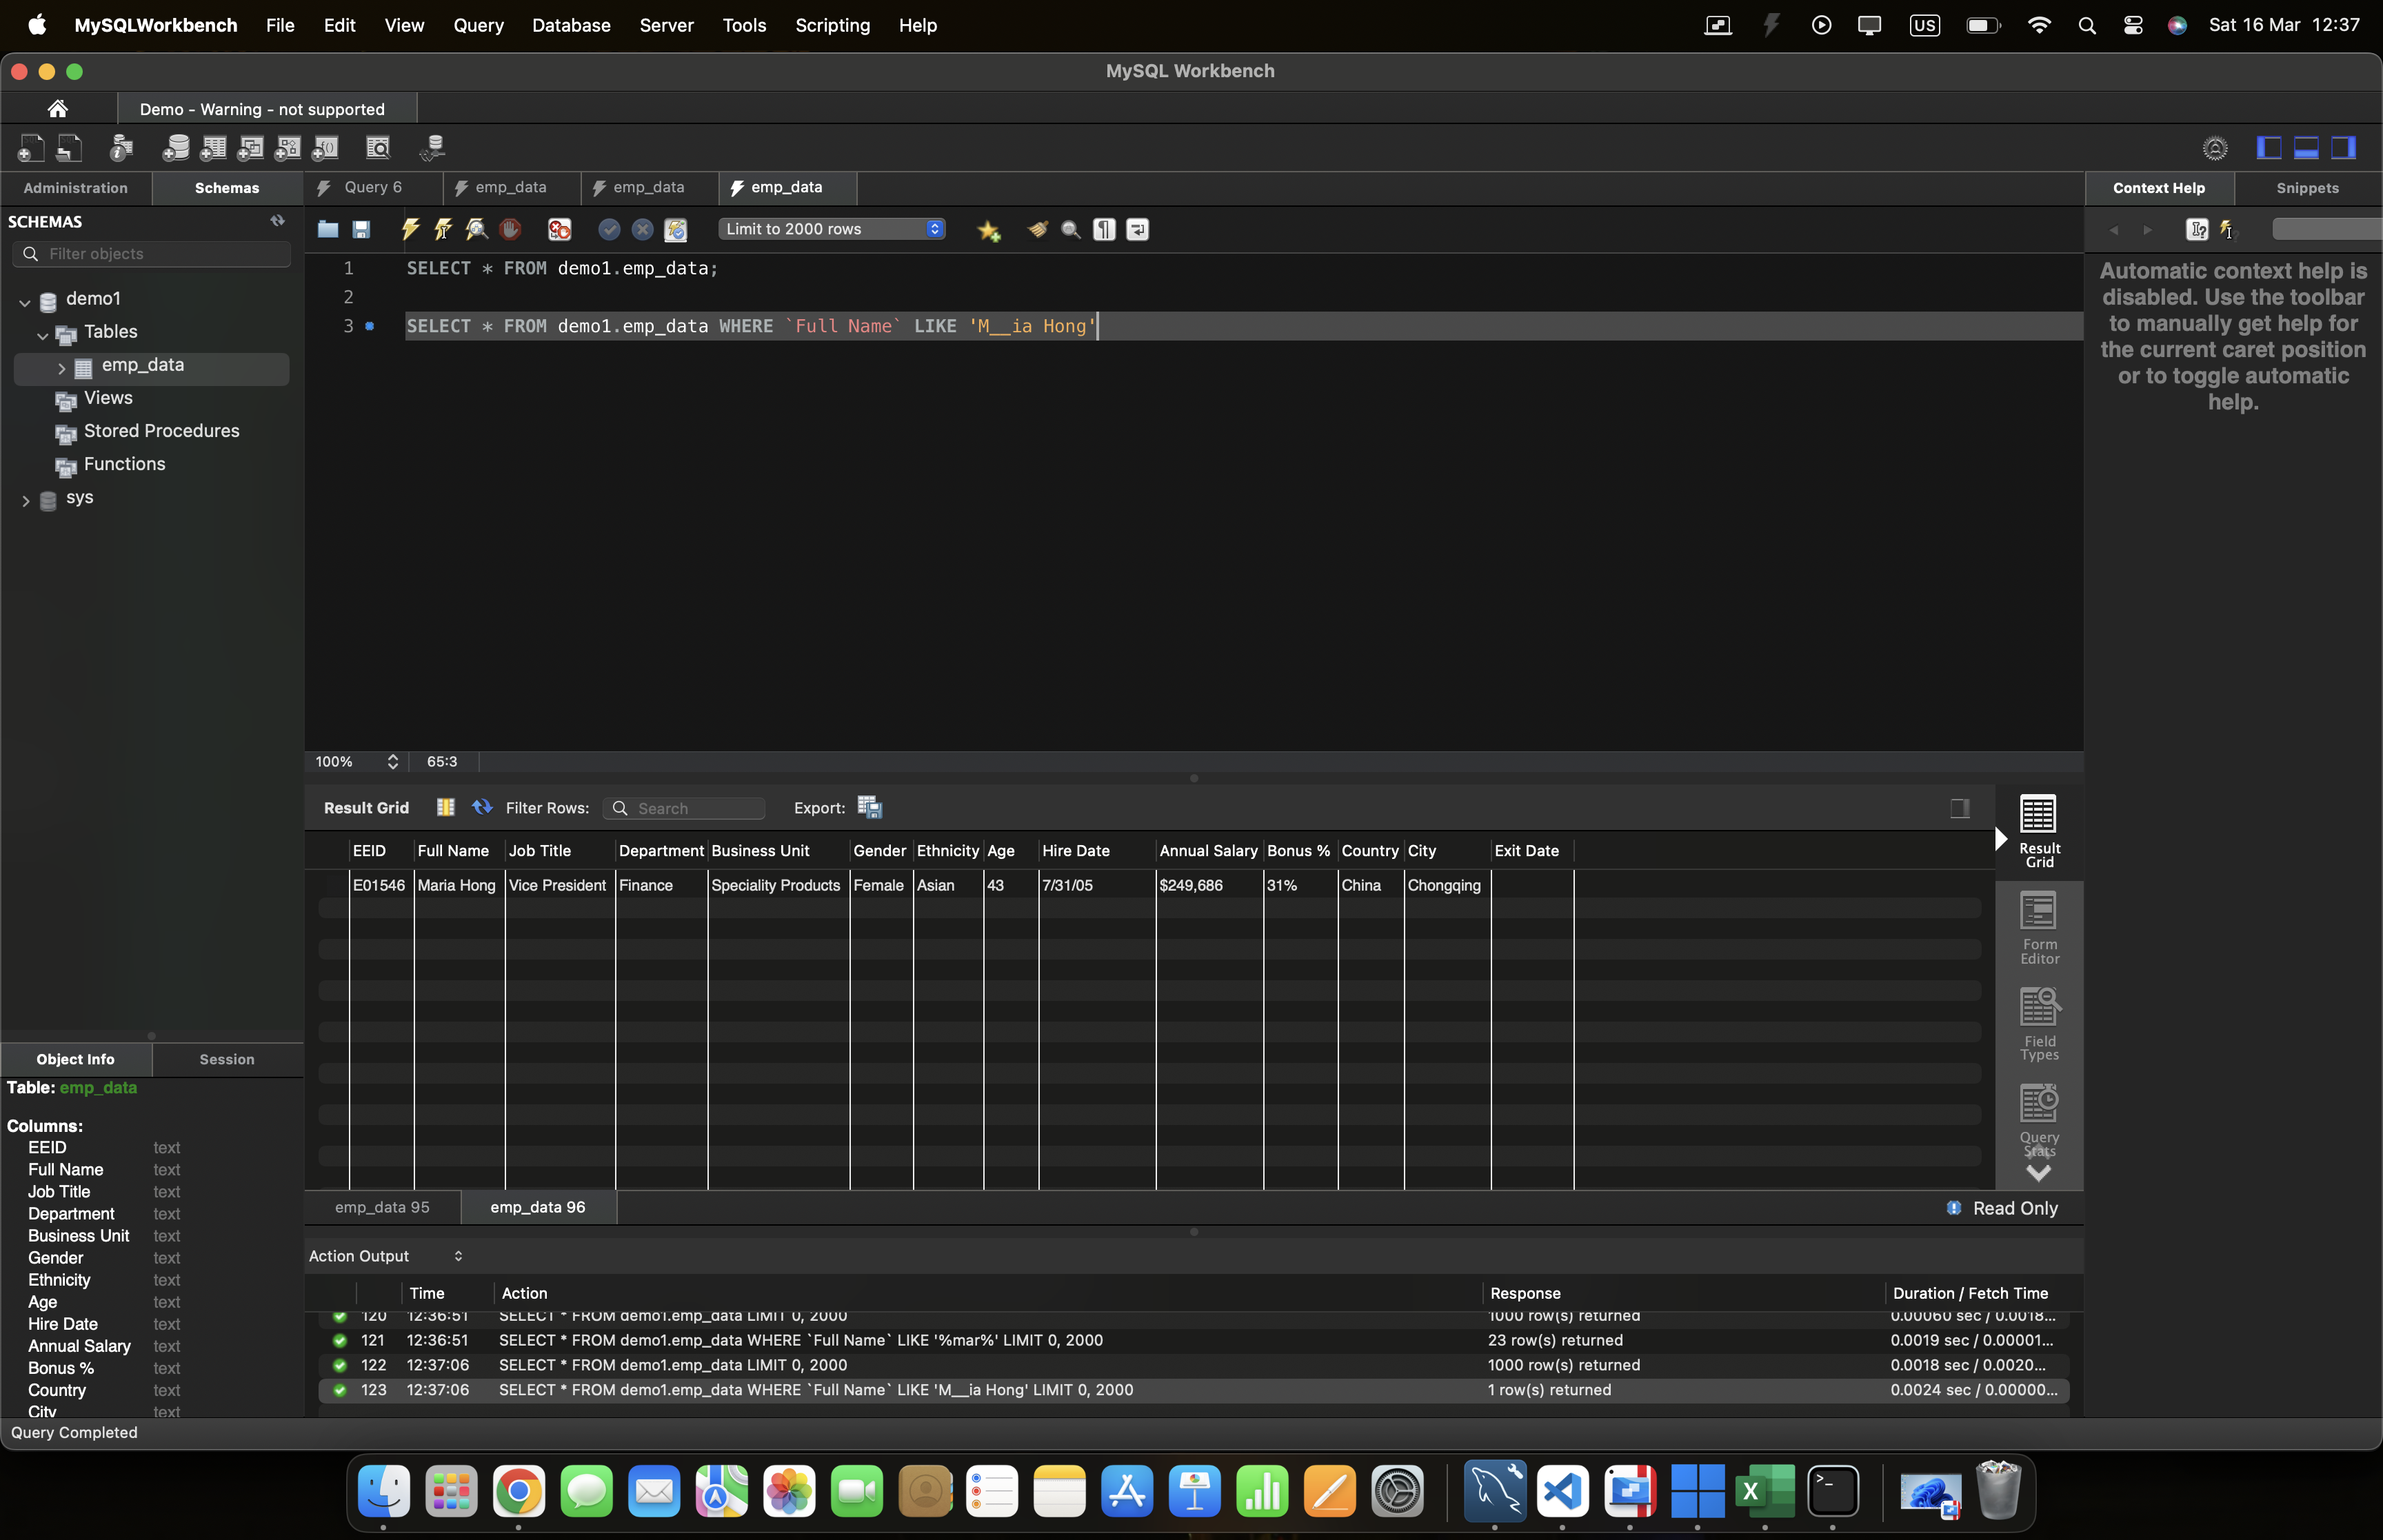 MySQLWorkbench File Edit View Query Database Server Tools Scripting Help US Sat 16 Mar 12:37
MySQL Workbench
Demo - Warning - not supported
Administration Schemas Query 6 emp_data emp_data emp_data Context Help Snippets
SCHEMAS
Limit to 2000 rows
Filter objects
demo1
Tables
emp_data
Views
Stored Procedures
Functions
sys
1 SELECT * FROM demo1.emp_data;
2
3 SELECT * FROM demo1.emp_data WHERE `Full Name` LIKE 'M__ia Hong'
Automatic context help is
disabled. Use the toolbar
to manually get help for
the current caret position
or to toggle automatic
help.
100% 65:3
Result Grid Filter Rows: Search Export:
EEID Full Name Job Title Department Business Unit Gender Ethnicity Age Hire Date Annual Salary Bonus % Country City Exit Date
E01546 Maria Hong Vice President Finance Speciality Products Female Asian 43 7/31/05 $249,686 31% China Chongqing
Result
Grid
Form
Editor
Field
Types
Query
Stats
emp_data 95 emp_data 96 Read Only
Object Info Session
Table: emp_data
Columns:
EEID text
Full Name text
Job Title text
Department text
Business Unit text
Gender text
Ethnicity text
Age text
Hire Date text
Annual Salary text
Bonus % text
Country text
City text
Action Output
Time Action Response Duration / Fetch Time
120 12:36:51 SELECT * FROM demo1.emp_data LIMIT 0, 2000 1000 row(s) returned 0.00060 sec / 0.0018...
121 12:36:51 SELECT * FROM demo1.emp_data WHERE `Full Name` LIKE '%mar%' LIMIT 0, 2000 23 row(s) returned 0.0019 sec / 0.00001...
122 12:37:06 SELECT * FROM demo1.emp_data LIMIT 0, 2000 1000 row(s) returned 0.0018 sec / 0.0020...
123 12:37:06 SELECT * FROM demo1.emp_data WHERE `Full Name` LIKE 'M__ia Hong' LIMIT 0, 2000 1 row(s) returned 0.0024 sec / 0.00000...
Query Completed